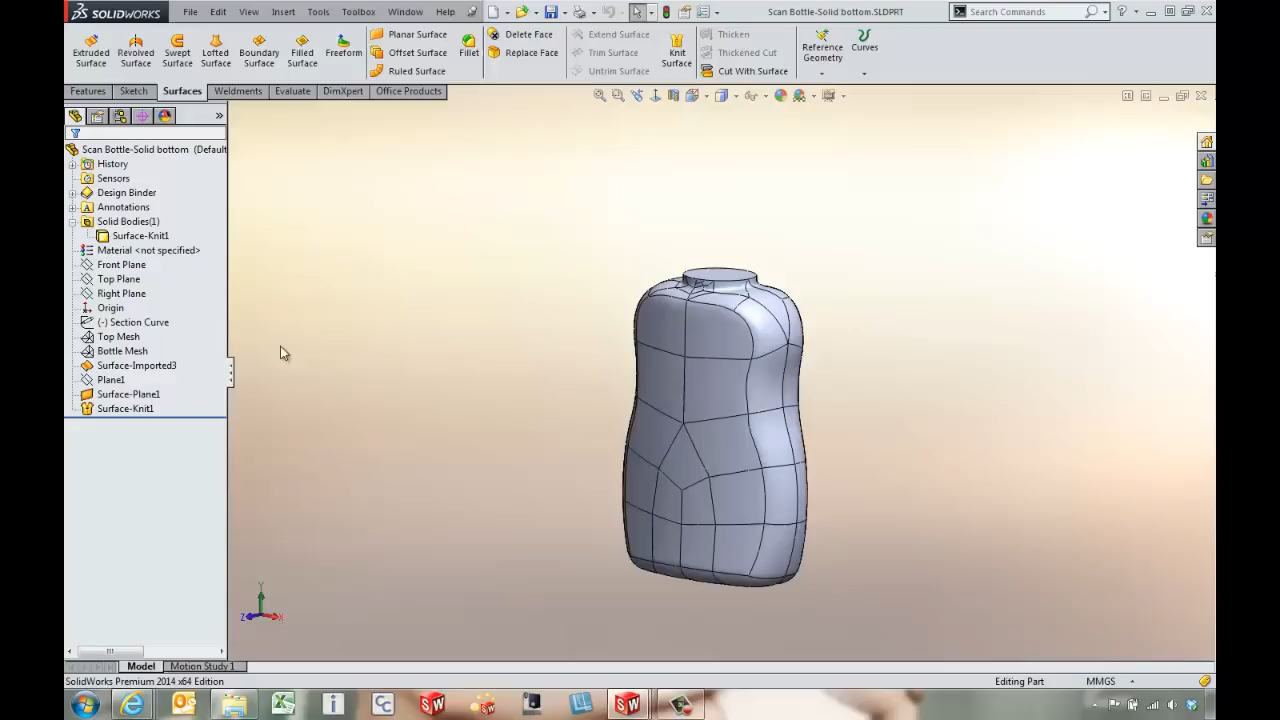 SOLIDWORKS File Edit View Insert Tools Toolbox Window Help Scan Bottle-Solid bottom.SLDPRT Search Commands
Extruded Surface
Revolved Surface
Swept Surface
Lofted Surface
Boundary Surface
Filled Surface
Freeform
Planar Surface
Offset Surface
Ruled Surface
Fillet
Delete Face
Replace Face
Extend Surface
Trim Surface
Untrim Surface
Knit Surface
Thicken
Thickened Cut
Cut With Surface
Reference Geometry
Curves
Features Sketch Surfaces Weldments Evaluate DimXpert Office Products
Scan Bottle-Solid bottom (Default
History
Sensors
Design Binder
Annotations
Solid Bodies(1)
Surface-Knit1
Material <not specified>
Front Plane
Top Plane
Right Plane
Origin
(-) Section Curve
Top Mesh
Bottle Mesh
Surface-Imported3
Plane1
Surface-Plane1
Surface-Knit1
Y
Z X
Model Motion Study 1
SolidWorks Premium 2014 x64 Edition Editing Part MMGS